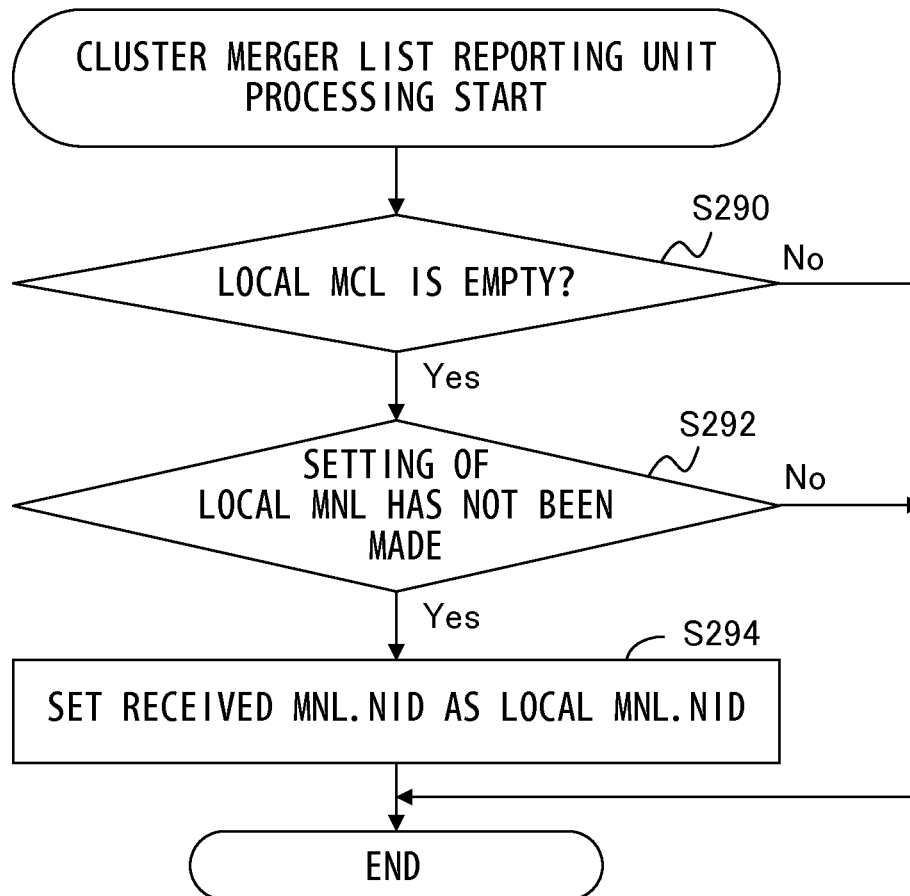 CLUSTER MERGER LIST REPORTING UNIT
PROCESSING START
S290
LOCAL MCL IS EMPTY?
No
Yes
S292
SETTING OF
LOCAL MNL HAS NOT BEEN
MADE
No
Yes
S294
SET RECEIVED MNL.NID AS LOCAL MNL.NID
END